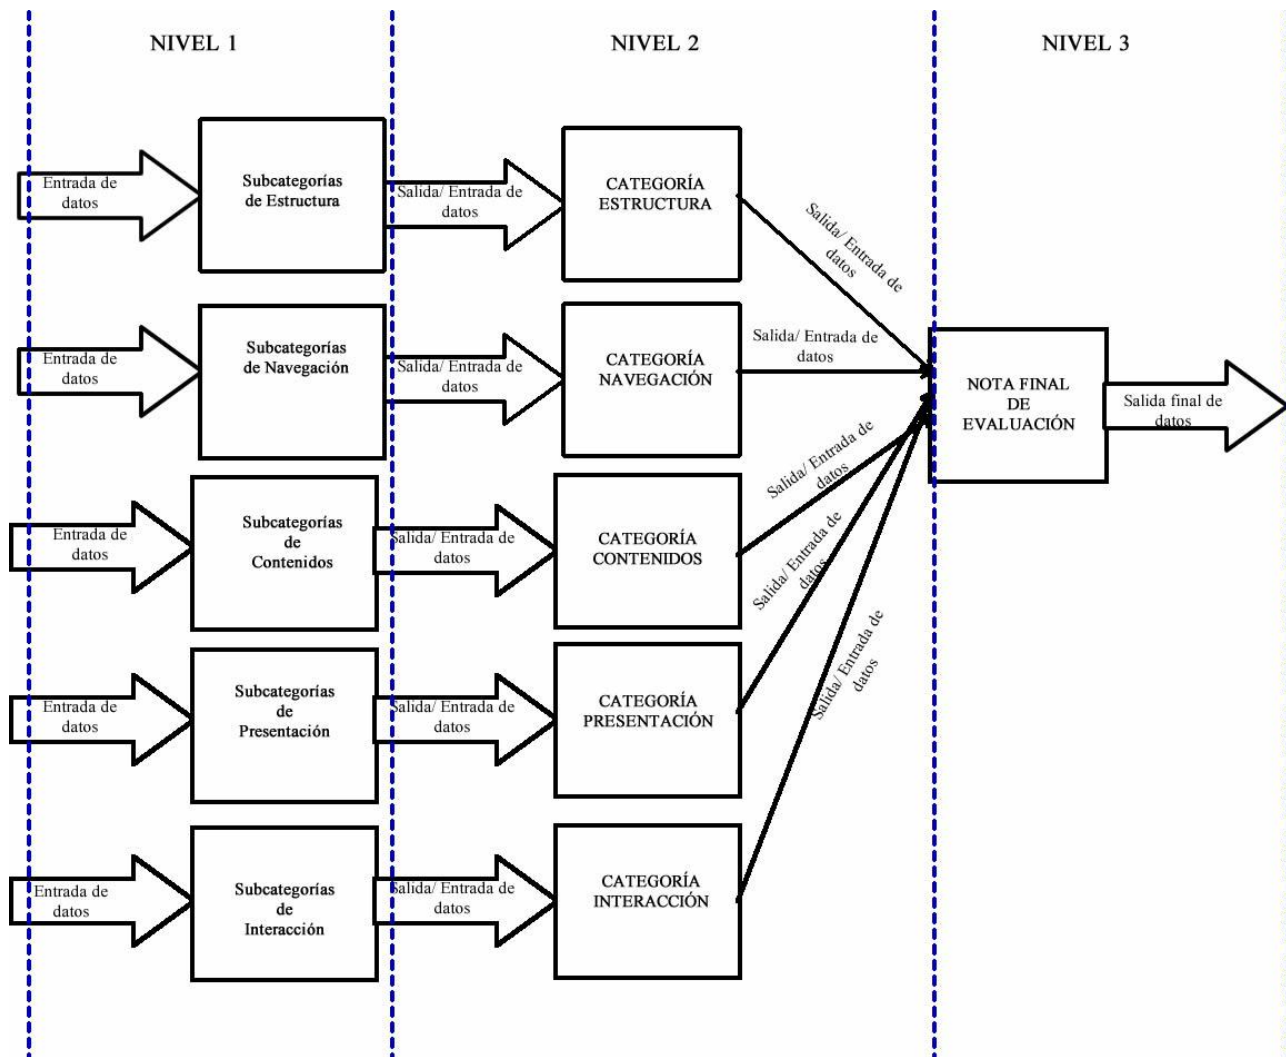 NIVEL 1
NIVEL 2
NIVEL 3
Entrada de
datos
Subcategorías
de Estructura
Salida/ Entrada de
datos
CATEGORÍA
ESTRUCTURA
Salida/ Entrada de
datos
Entrada de
datos
Subcategorías
de Navegación
Salida/ Entrada de
datos
CATEGORÍA
NAVEGACIÓN
Salida/ Entrada de
datos
NOTA FINAL
DE
EVALUACIÓN
Salida final de
datos
Entrada de
datos
Subcategorías
de
Contenidos
Salida/ Entrada de
datos
CATEGORÍA
CONTENIDOS
Salida/ Entrada de
datos
Entrada de
datos
Subcategorías
de
Presentación
Salida/ Entrada de
datos
CATEGORÍA
PRESENTACIÓN
Salida/ Entrada de
datos
Entrada de
datos
Subcategorías
de
Interacción
Salida/ Entrada de
datos
CATEGORÍA
INTERACCIÓN
Salida/ Entrada de
datos